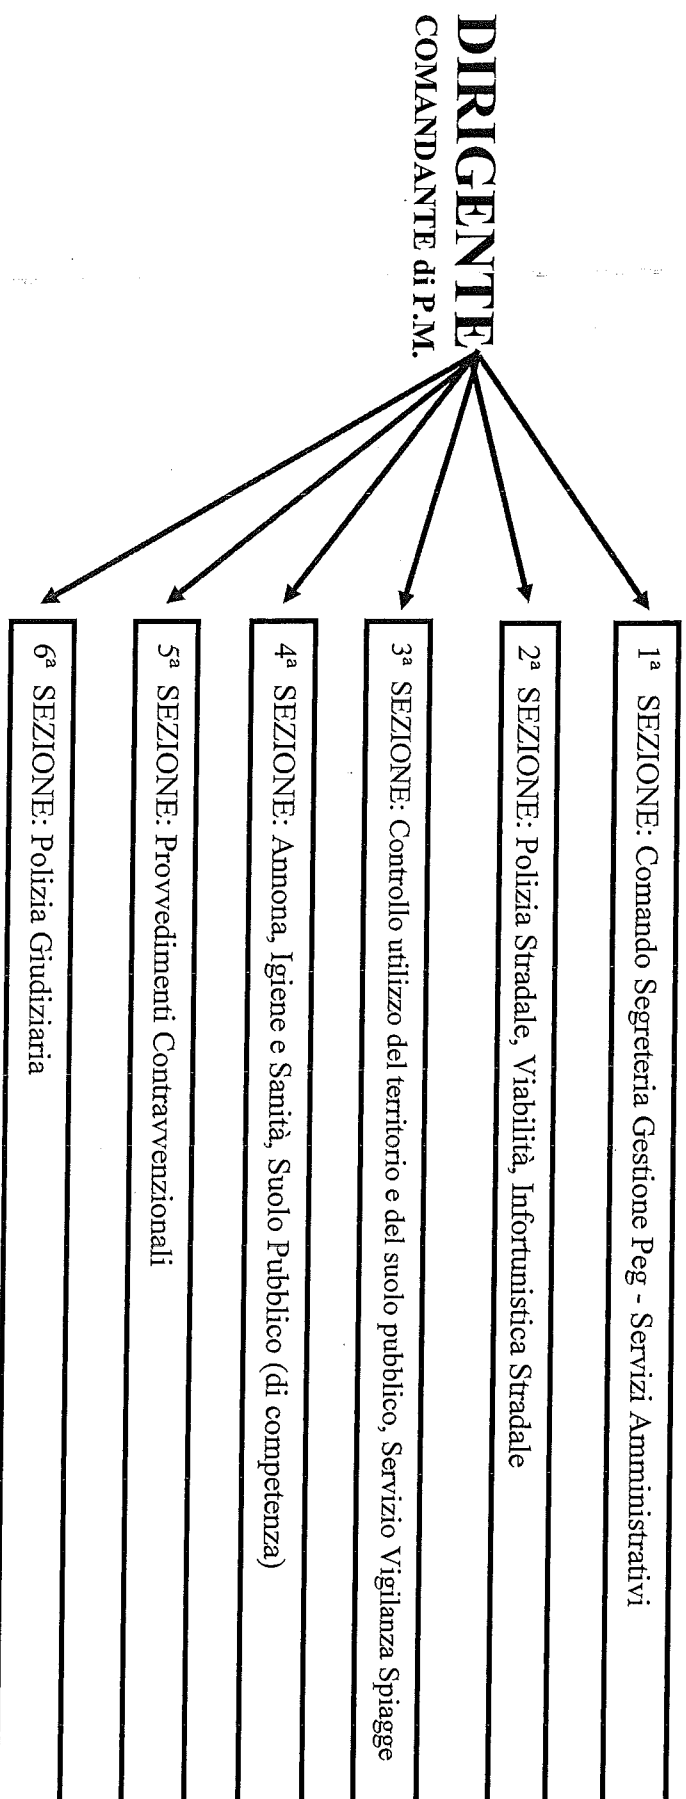 DIRIGENTE
COMANDANTE di P.M.
1ª SEZIONE: Comando Segreteria Gestione Peg - Servizi Amministrativi
2ª SEZIONE: Polizia Stradale, Viabilità, Infortunistica Stradale
3ª SEZIONE: Controllo utilizzo del territorio e del suolo pubblico, Servizio Vigilanza Spiagge
4ª SEZIONE: Annona, Igiene e Sanità, Suolo Pubblico (di competenza)
5ª SEZIONE: Provvedimenti Contravvenzionali
6ª SEZIONE: Polizia Giudiziaria